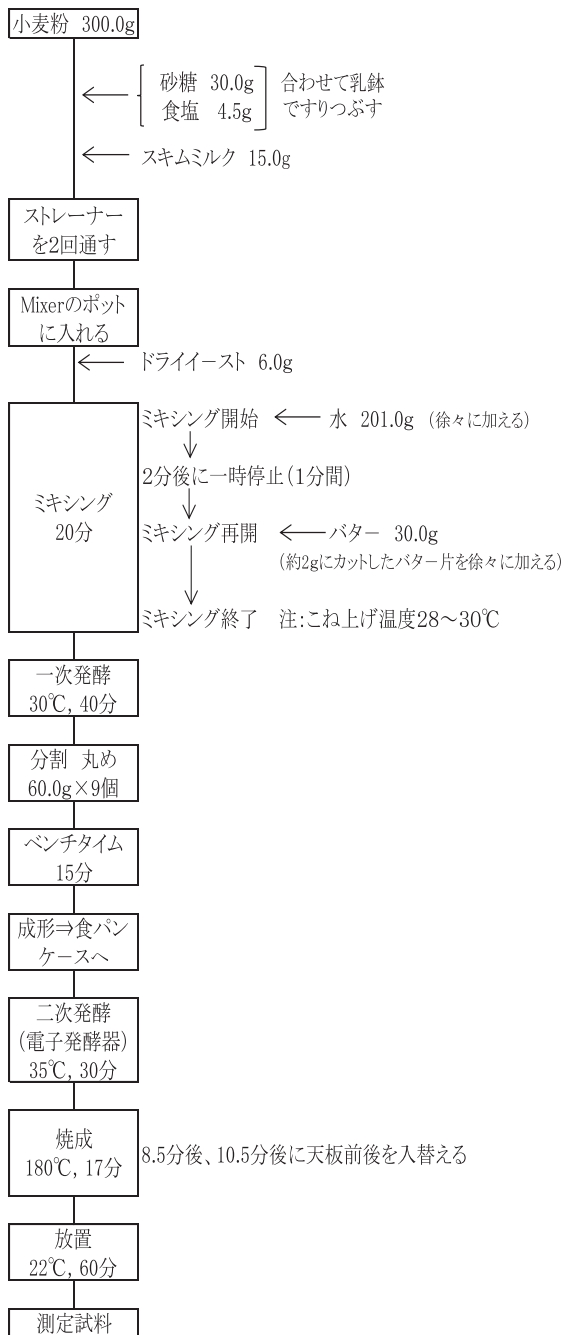 小麦粉 300.0g
砂糖 30.0g
食塩 4.5g
合わせて乳鉢
ですりつぶす
スキムミルク 15.0g
ストレーナー
を2回通す
Mixerのポット
に入れる
ドライイースト 6.0g
ミキシング
20分
ミキシング開始 水 201.0g (徐々に加える)
2分後に一時停止(1分間)
ミキシング再開 バター 30.0g
(約2gにカットしたバター片を徐々に加える)
ミキシング終了 注:こね上げ温度28～30℃
一次発酵
30℃, 40分
分割 丸め
60.0g×9個
ベンチタイム
15分
成形⇒食パン
ケースへ
二次発酵
(電子発酵器)
35℃, 30分
焼成
180℃, 17分
8.5分後、10.5分後に天板前後を入替える
放置
22℃, 60分
測定試料